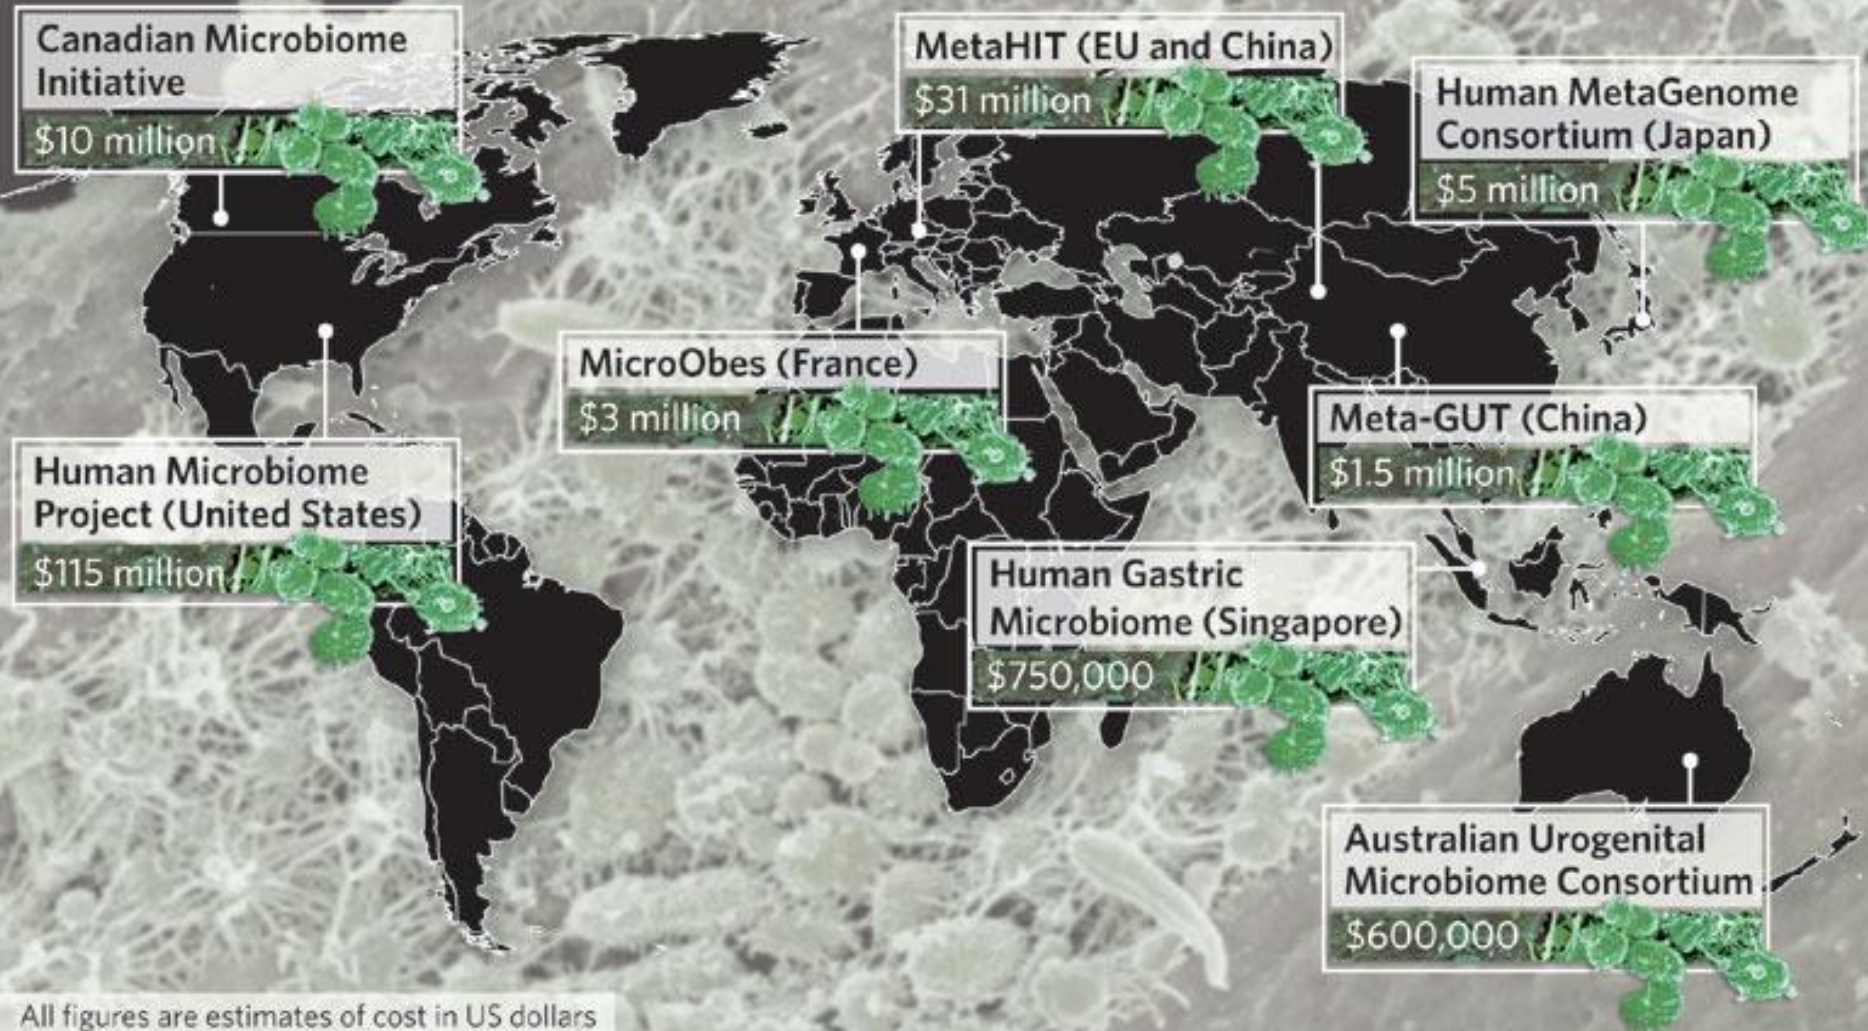 Canadian Microbiome
Initiative
$10 million
MetaHIT (EU and China)
$31 million
Human MetaGenome
Consortium (Japan)
$5 million
MicroObes (France)
$3 million
Meta-GUT (China)
$1.5 million
Human Microbiome
Project (United States)
$115 million
Human Gastric
Microbiome (Singapore)
$750,000
Australian Urogenital
Microbiome Consortium
$600,000
All figures are estimates of cost in US dollars